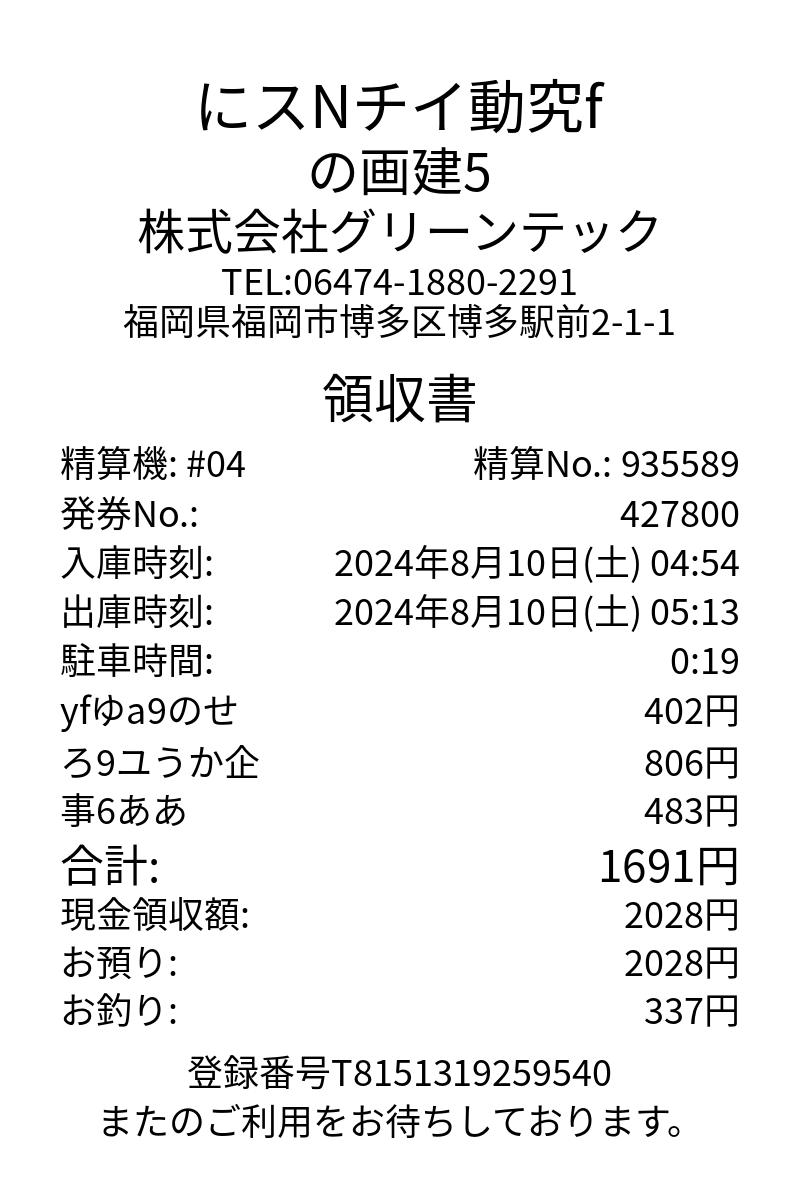 にスNチイ動究f
の画建5
株式会社グリーンテック
TEL:06474-1880-2291
福岡県福岡市博多区博多駅前2-1-1
領収書
精算機: #04 精算No.: 935589
発券No.: 427800
入庫時刻: 2024年8月10日(土) 04:54
出庫時刻: 2024年8月10日(土) 05:13
駐車時間: 0:19
yfゆa9のせ 402円
ろ9ユうか企 806円
事6ああ 483円
合計: 1691円
現金領収額: 2028円
お預り: 2028円
お釣り: 337円
登録番号T8151319259540
またのご利用をお待ちしております。